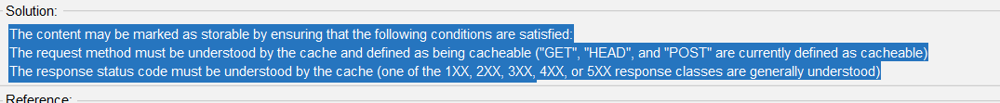 Solution:
The content may be marked as storable by ensuring that the following conditions are satisfied:
The request method must be understood by the cache and defined as being cacheable ("GET", "HEAD", and "POST" are currently defined as cacheable)
The response status code must be understood by the cache (one of the 1XX, 2XX, 3XX, 4XX, or 5XX response classes are generally understood)
Reference: